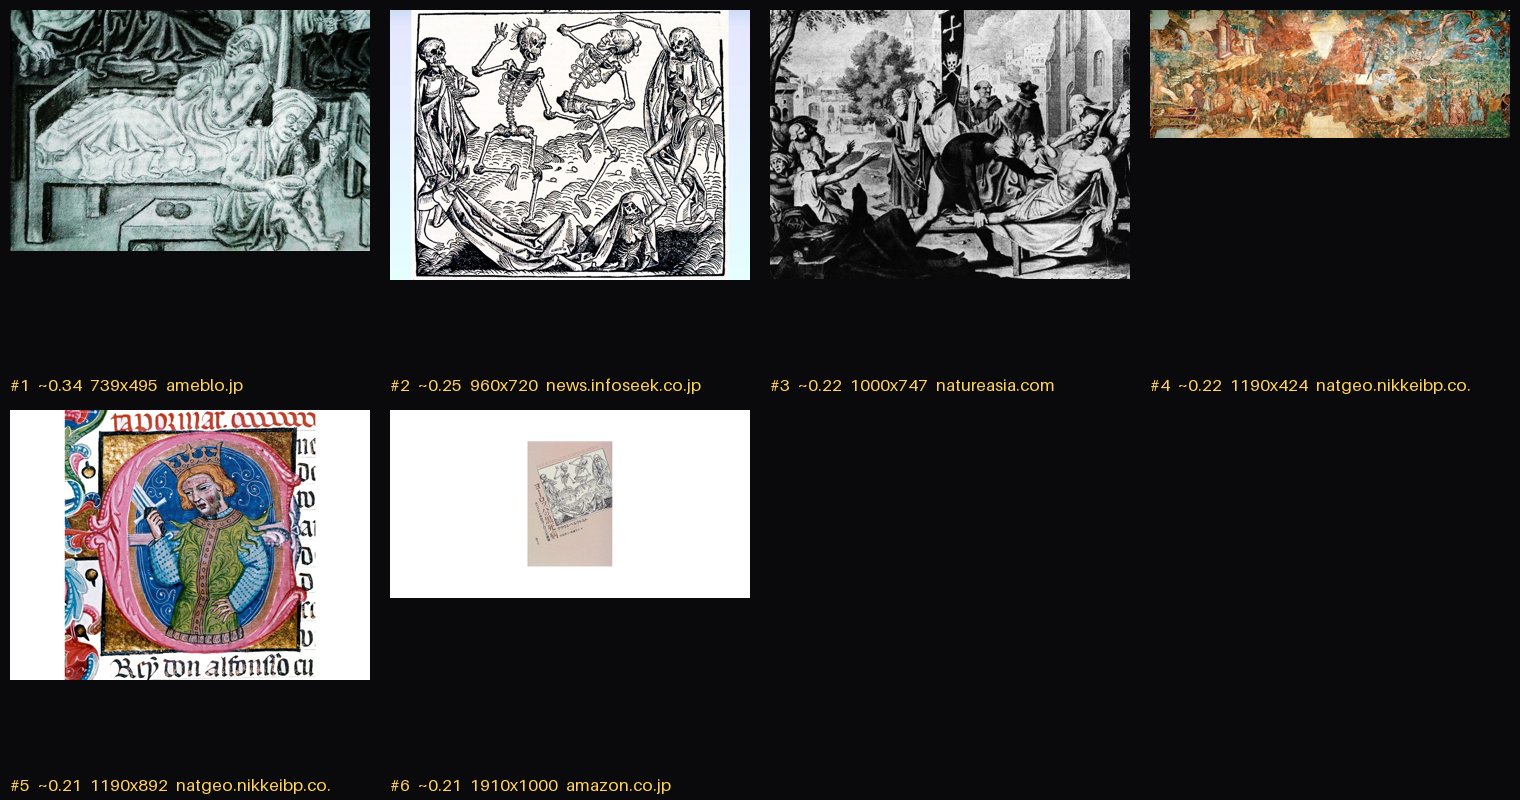 #1 ~0.34 739x495 ameblo.jp
#2 ~0.25 960x720 news.infoseek.co.jp
#3 ~0.22 1000x747 natureasia.com
#4 ~0.22 1190x424 natgeo.nikkeibp.co.
Rey don alfonso cu
#5 ~0.21 1190x892 natgeo.nikkeibp.co.
#6 ~0.21 1910x1000 amazon.co.jp